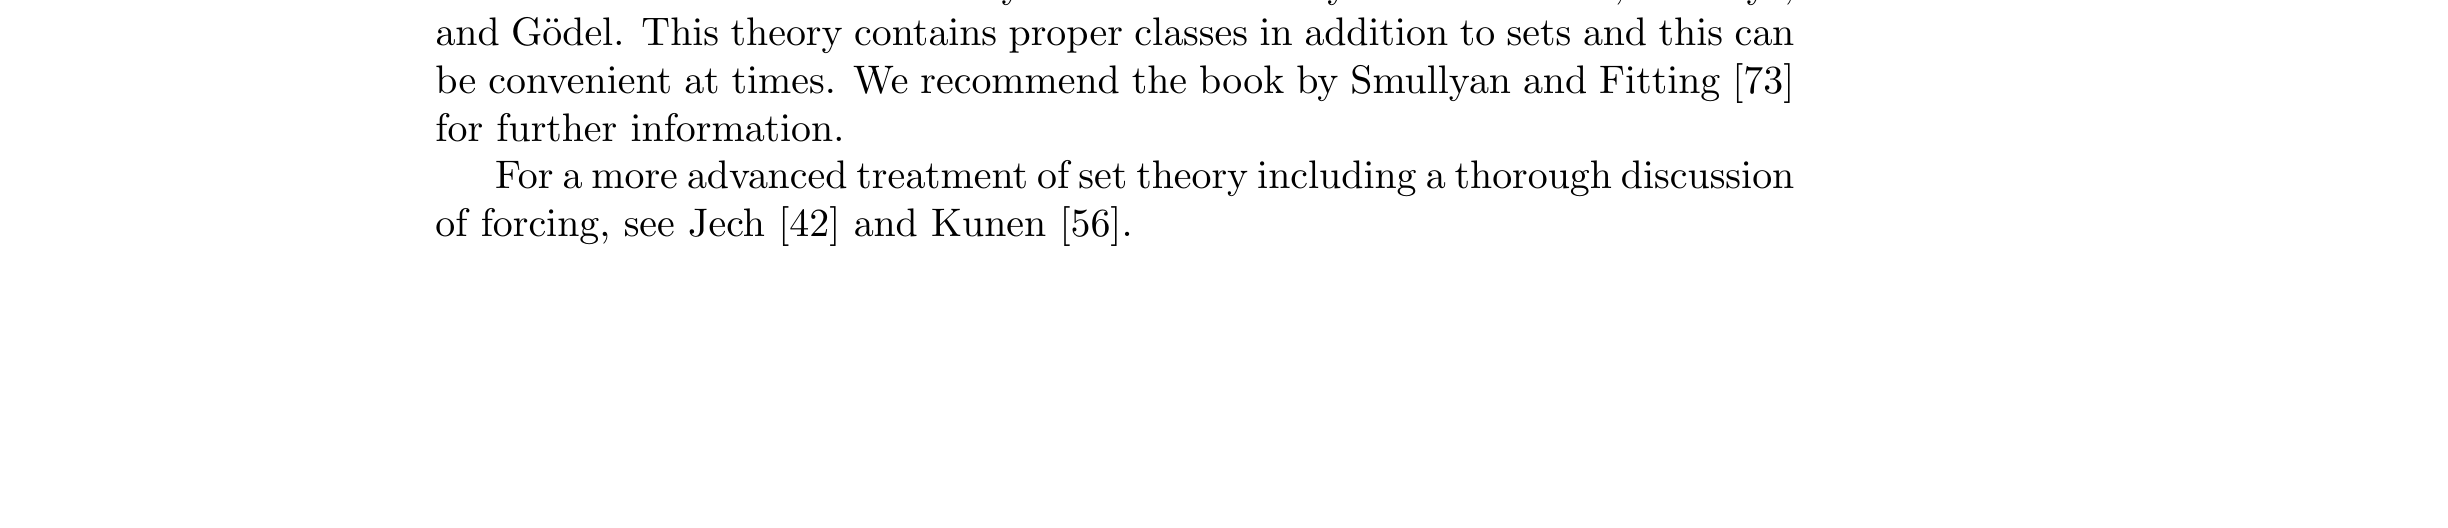 and Gödel. This theory contains proper classes in addition to sets and this can
be convenient at times. We recommend the book by Smullyan and Fitting [73]
for further information.
For a more advanced treatment of set theory including a thorough discussion
of forcing, see Jech [42] and Kunen [56].